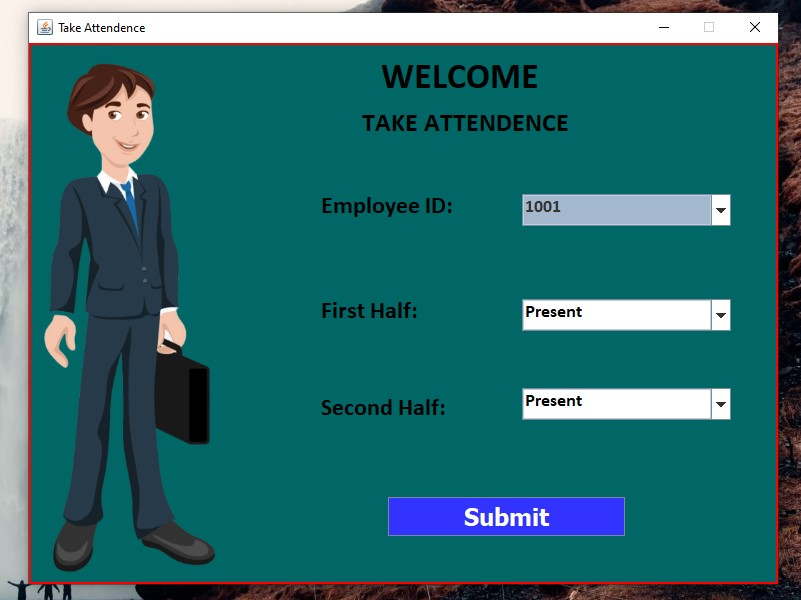 Take Attendence
WELCOME
TAKE ATTENDENCE
Employee ID: 1001
First Half: Present
Second Half: Present
Submit